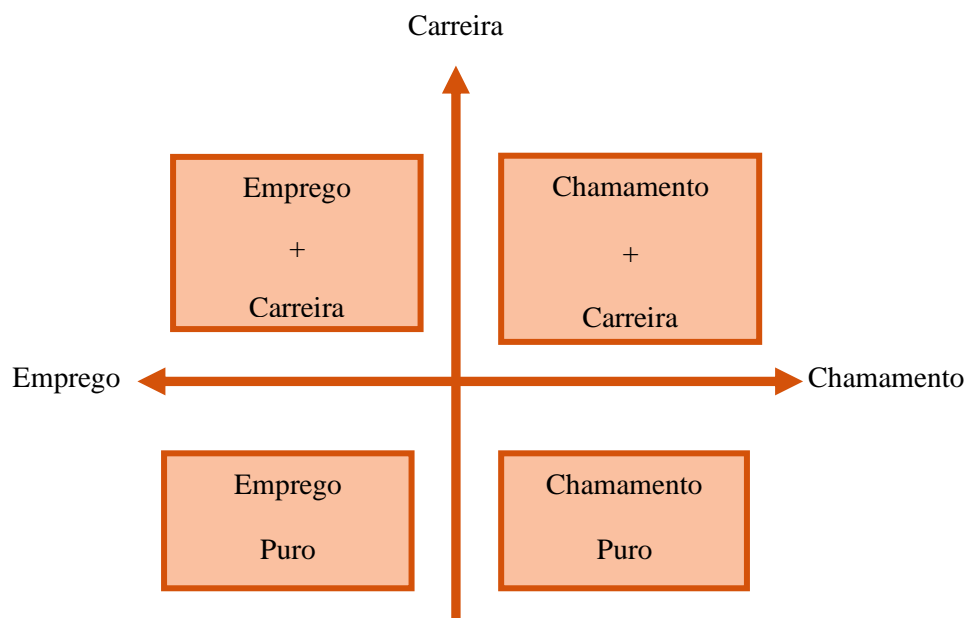 Carreira
Emprego
+
Carreira
Chamamento
+
Carreira
Emprego
Chamamento
Emprego
Puro
Chamamento
Puro